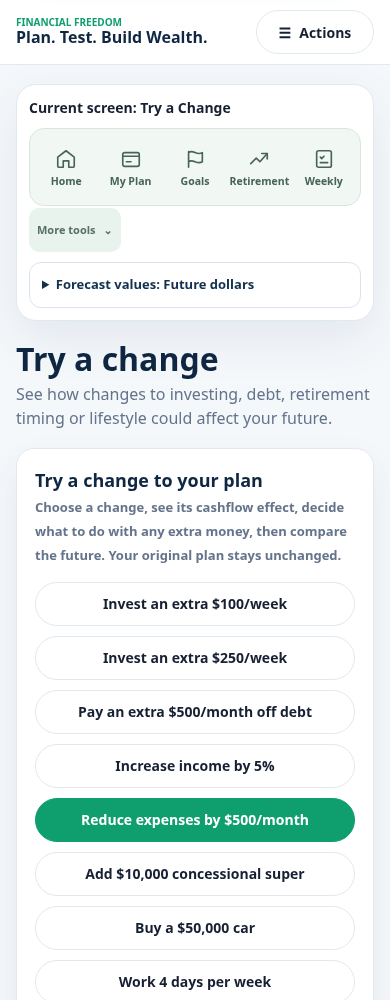 FINANCIAL FREEDOM
Plan. Test. Build Wealth.
☰ Actions
Current screen: Try a Change
Home
My Plan
Goals
Retirement
Weekly
More tools
Forecast values: Future dollars
Try a change
See how changes to investing, debt, retirement
timing or lifestyle could affect your future.
Try a change to your plan
Choose a change, see its cashflow effect, decide
what to do with any extra money, then compare
the future. Your original plan stays unchanged.
Invest an extra $100/week
Invest an extra $250/week
Pay an extra $500/month off debt
Increase income by 5%
Reduce expenses by $500/month
Add $10,000 concessional super
Buy a $50,000 car
Work 4 days per week